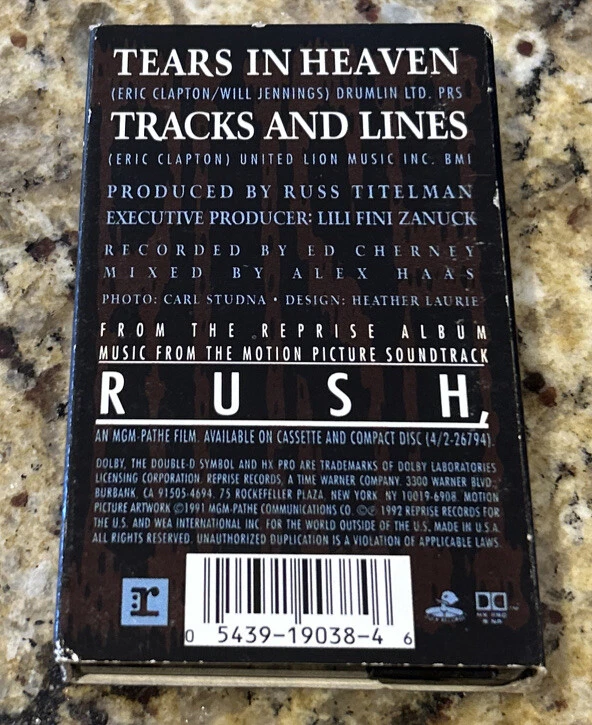 TEARS IN HEAVEN
(ERIC CLAPTON/WILL JENNINGS) DRUMLIN LTD. PRS
TRACKS AND LINES
(ERIC CLAPTON) UNITED LION MUSIC INC. BMI
PRODUCED BY RUSS TITELMAN
EXECUTIVE PRODUCER: LILI FINI ZANUCK
RECORDED BY ED CHERNEY
MIXED BY ALEX HAAS
PHOTO: CARL STUDNA • DESIGN: HEATHER LAURIE
FROM THE REPRISE ALBUM
MUSIC FROM THE MOTION PICTURE SOUNDTRACK
RUSH,
AN MGM-PATHE FILM. AVAILABLE ON CASSETTE AND COMPACT DISC (4/2-26794).
DOLBY, THE DOUBLE-D SYMBOL AND HX PRO ARE TRADEMARKS OF DOLBY LABORATORIES
LICENSING CORPORATION. REPRISE RECORDS, A TIME WARNER COMPANY. 3300 WARNER BLVD.,
BURBANK, CA 91505-4694. 75 ROCKEFELLER PLAZA, NEW YORK, NY 10019-6908. MOTION
PICTURE ARTWORK ©1991 MGM-PATHE COMMUNICATIONS CO. ©℗ 1992 REPRISE RECORDS FOR
THE U.S. AND WEA INTERNATIONAL INC. FOR THE WORLD OUTSIDE OF THE U.S. MADE IN U.S.A.
ALL RIGHTS RESERVED. UNAUTHORIZED DUPLICATION IS A VIOLATION OF APPLICABLE LAWS.
r
0 5439-19038-4 6